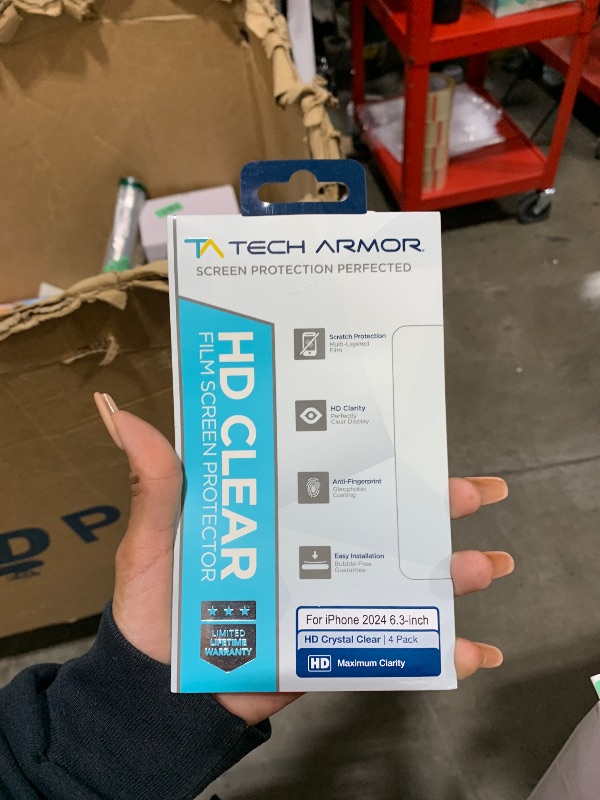 TA TECH ARMOR®
SCREEN PROTECTION PERFECTED
HD CLEAR
FILM SCREEN PROTECTOR
Scratch Protection
Multi-Layered
Film
HD Clarity
Perfectly
Clear Display
Anti-Fingerprint
Oleophobic
Coating
Easy Installation
Bubble-Free
Guarantee
LIMITED
LIFETIME
WARRANTY
For iPhone 2024 6.3-inch
HD Crystal Clear | 4 Pack
HD Maximum Clarity
D P